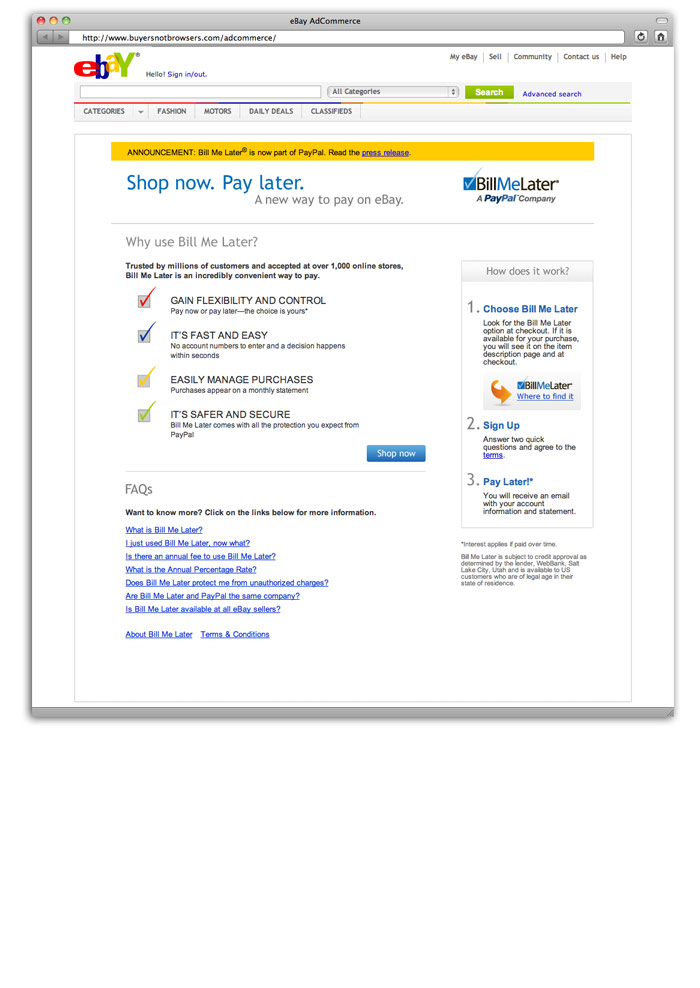 eBay AdCommerce
http://www.buyersnotbrowsers.com/adcommerce/
ebaY®
Hello! Sign in/out.
My eBay Sell Community Contact us Help
All Categories
Search
Advanced search
CATEGORIES FASHION MOTORS DAILY DEALS CLASSIFIEDS
ANNOUNCEMENT: Bill Me Later® is now part of PayPal. Read the press release.
Shop now. Pay later.
A new way to pay on eBay.
BillMeLater®
A PayPal™ Company
Why use Bill Me Later?
Trusted by millions of customers and accepted at over 1,000 online stores,
Bill Me Later is an incredibly convenient way to pay.
GAIN FLEXIBILITY AND CONTROL
Pay now or pay later—the choice is yours*
IT'S FAST AND EASY
No account numbers to enter and a decision happens
within seconds
EASILY MANAGE PURCHASES
Purchases appear on a monthly statement
IT'S SAFER AND SECURE
Bill Me Later comes with all the protection you expect from
PayPal
Shop now
FAQs
Want to know more? Click on the links below for more information.
What is Bill Me Later?
I just used Bill Me Later, now what?
Is there an annual fee to use Bill Me Later?
What is the Annual Percentage Rate?
Does Bill Me Later protect me from unauthorized charges?
Are Bill Me Later and PayPal the same company?
Is Bill Me Later available at all eBay sellers?
About Bill Me Later Terms & Conditions
How does it work?
1. Choose Bill Me Later
Look for the Bill Me Later
option at checkout. If it is
available for your purchase,
you will see it on the item
description page and at
checkout.
BillMeLater®
Where to find it
2. Sign Up
Answer two quick
questions and agree to the
terms.
3. Pay Later!*
You will receive an email
with your account
information and statement.
*Interest applies if paid over time.
Bill Me Later is subject to credit approval as
determined by the lender, WebBank, Salt
Lake City, Utah and is available to US
customers who are of legal age in their
state of residence.